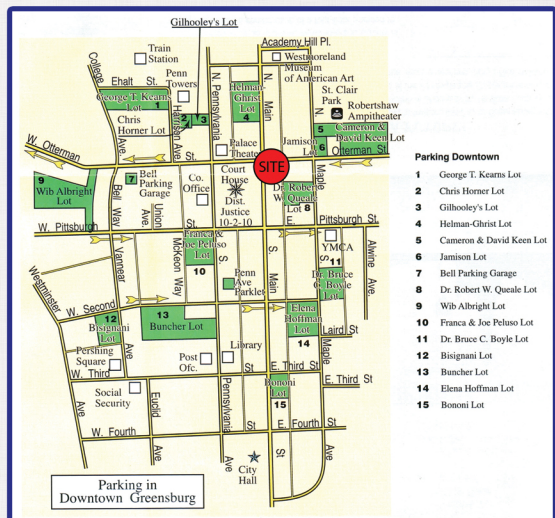 Gilhooley's Lot
Academy Hill Pl.
Train
Station
Westmoreland
Museum
of American Art
College
Ave
Ehalt St.
Penn
Towers
N. Pennsylvania
N. Main
St. Clair
Park
Robertshaw
Ampitheater
George T. Kearns
Lot 1
Helman-
Ghrist
Lot
4
Chris
Horner Lot
2
3
Harrison Ave.
N.
Maple
5
Cameron &
David Keen Lot
W. Otterman
Palace
Theatre
Jamison
Lot
6
Otterman St.
SITE
9
Wib Albright
Lot
7
Bell
Parking
Garage
Bell Way
Union
Ave.
Co.
Office
Court
House
Dist.
Justice
10-2-10
Dr. Robert
W. Queale
Lot 8
W. Pittsburgh
St
E.
Pittsburgh St.
Franca &
Joe Peluso
Lot
10
YMCA
11
Dr. Bruce
C. Boyle
Lot
Alwine Ave.
Vannear
Ave
McKeon Way
Westminster
Ave
Penn
Ave
Parklet
S.
S. Main
S.
W. Second
12
Bisignani
Lot
13
Buncher Lot
Elena
Hoffman
Lot
14
Laird St.
Maple
Pershing
Square
Post
Ofc.
Library
W. Third
E. Third St
E. Third St
Social
Security
Euclid
Ave
Pennsylvania
Ave
Bononi
Lot
15
W. Fourth
E. Fourth St
St
City
Hall
Parking in
Downtown Greensburg
Parking Downtown
1 George T. Kearns Lot
2 Chris Horner Lot
3 Gilhooley's Lot
4 Helman-Ghrist Lot
5 Cameron & David Keen Lot
6 Jamison Lot
7 Bell Parking Garage
8 Dr. Robert W. Queale Lot
9 Wib Albright Lot
10 Franca & Joe Peluso Lot
11 Dr. Bruce C. Boyle Lot
12 Bisignani Lot
13 Buncher Lot
14 Elena Hoffman Lot
15 Bononi Lot